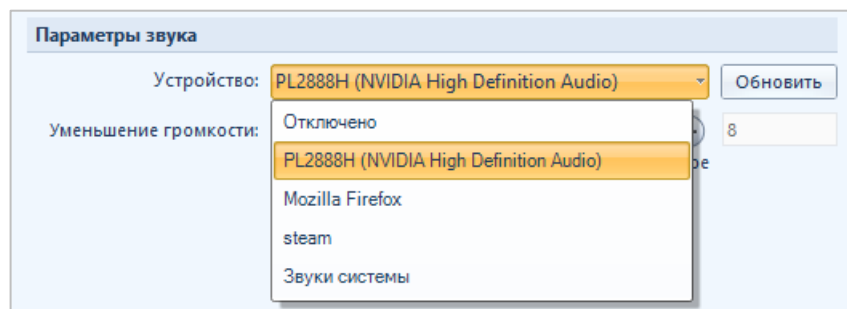 Параметры звука
Устройство: PL2888H (NVIDIA High Definition Audio) Обновить
Уменьшение громкости: Отключено 8
PL2888H (NVIDIA High Definition Audio)
Mozilla Firefox
steam
Звуки системы